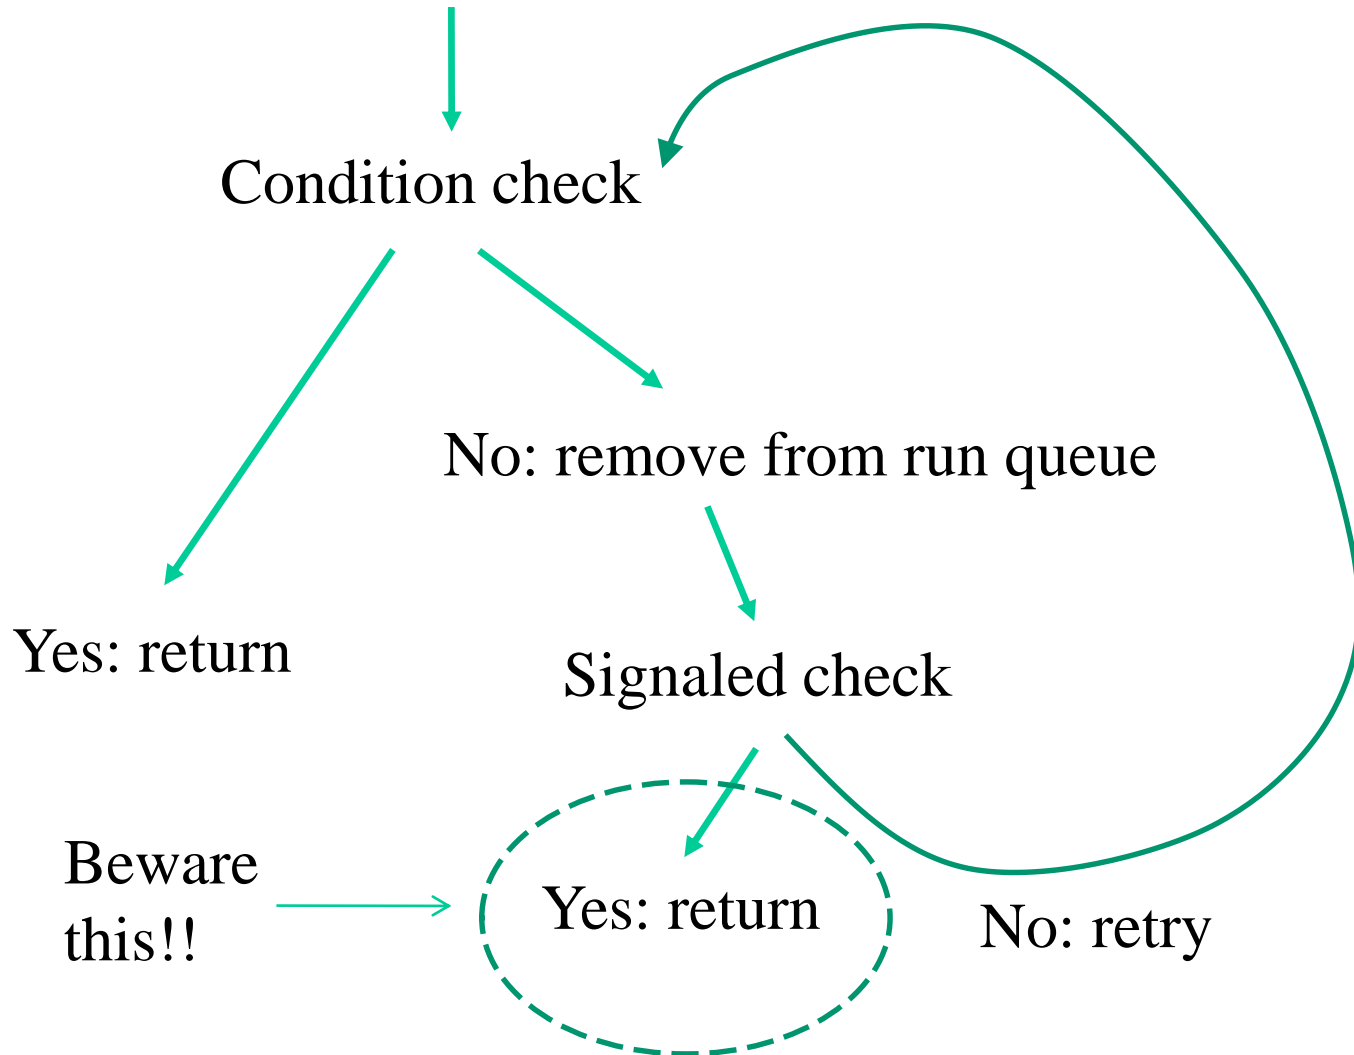 Condition check
No: remove from run queue
Yes: return
Signaled check
Beware
this!!
Yes: return
No: retry